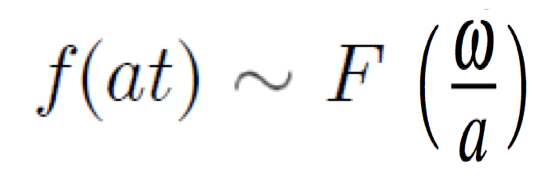 f(at) ∼ F (ω/a)